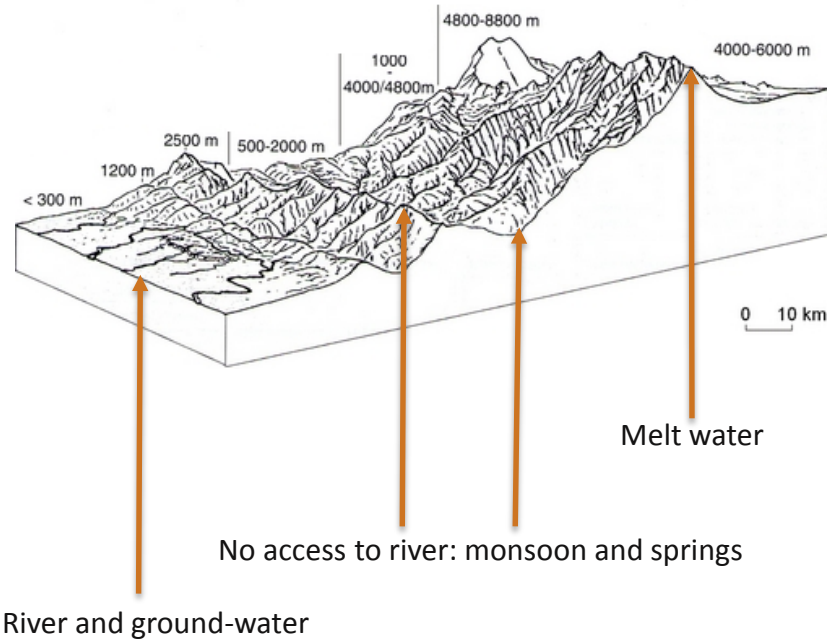 4800-8800 m
4000-6000 m
1000
-
4000/4800m
2500 m
500-2000 m
1200 m
< 300 m
0 10 km
Melt water
No access to river: monsoon and springs
River and ground-water